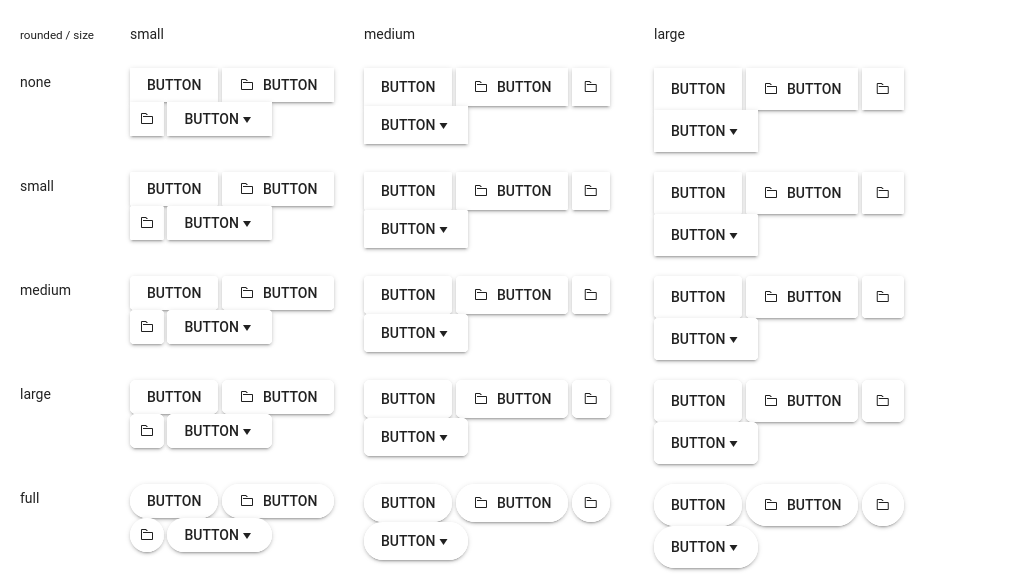 rounded / size small medium large
none BUTTON BUTTON BUTTON BUTTON BUTTON BUTTON
BUTTON BUTTON BUTTON
small BUTTON BUTTON BUTTON BUTTON BUTTON BUTTON
BUTTON BUTTON BUTTON
medium BUTTON BUTTON BUTTON BUTTON BUTTON BUTTON
BUTTON BUTTON BUTTON
large BUTTON BUTTON BUTTON BUTTON BUTTON BUTTON
BUTTON BUTTON BUTTON
full BUTTON BUTTON BUTTON BUTTON BUTTON BUTTON
BUTTON BUTTON BUTTON